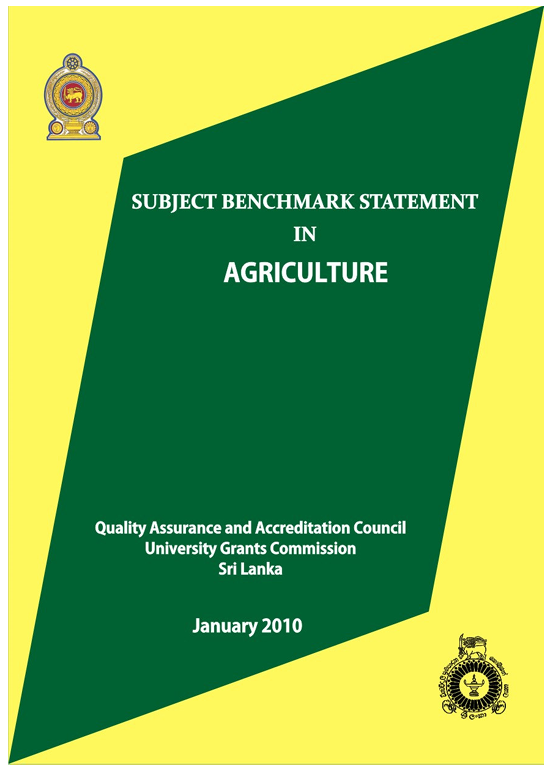 SUBJECT BENCHMARK STATEMENT
IN
AGRICULTURE
Quality Assurance and Accreditation Council
University Grants Commission
Sri Lanka
January 2010